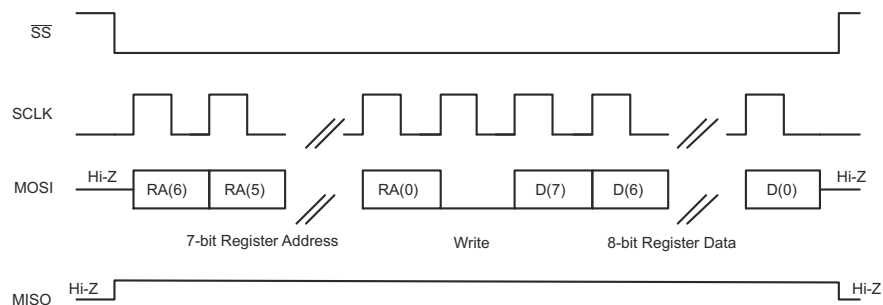 SS
SCLK
Hi-Z
MOSI
RA(6)
RA(5)
RA(0)
D(7)
D(6)
D(0)
Hi-Z
7-bit Register Address
Write
8-bit Register Data
Hi-Z
MISO
Hi-Z